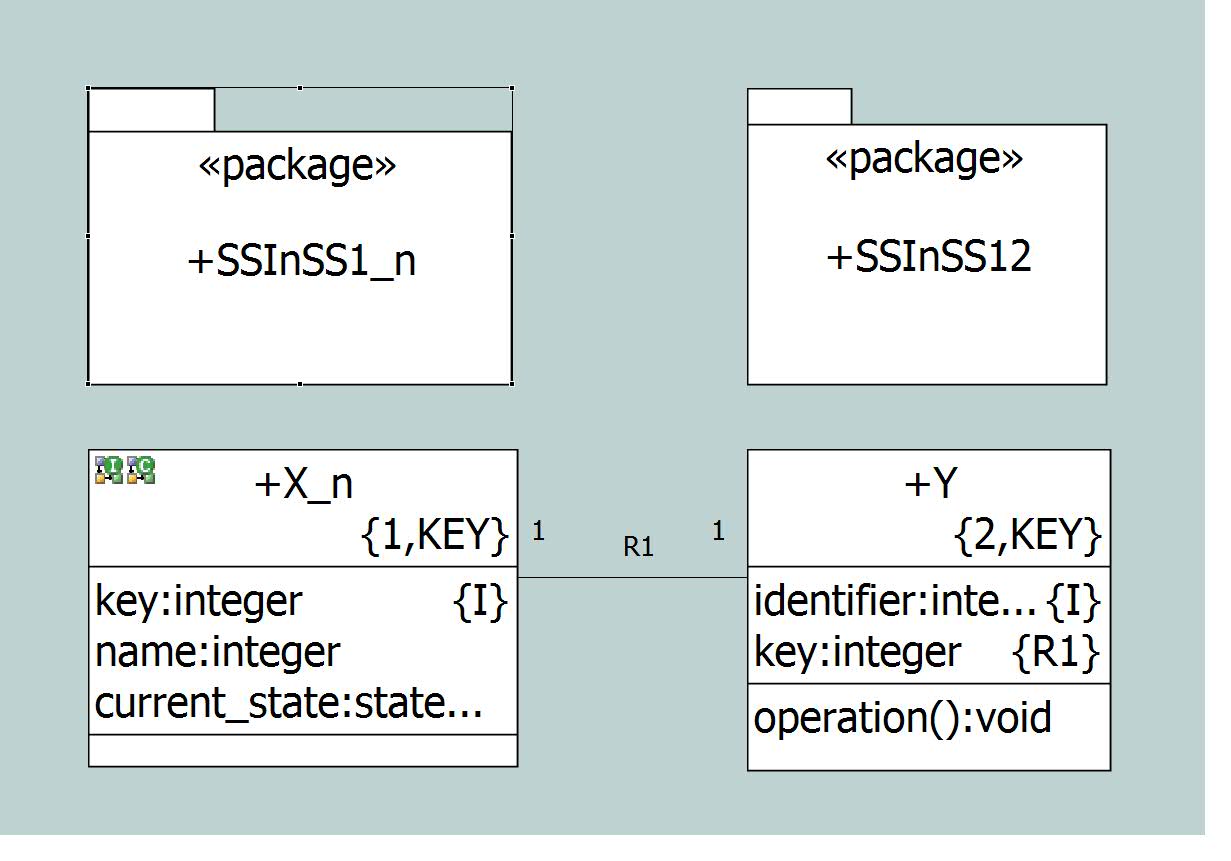 «package»
+SSInSS1_n
«package»
+SSInSS12
+X_n
{1,KEY}
key:integer {I}
name:integer
current_state:state...
1
R1
1
+Y
{2,KEY}
identifier:inte... {I}
key:integer {R1}
operation():void